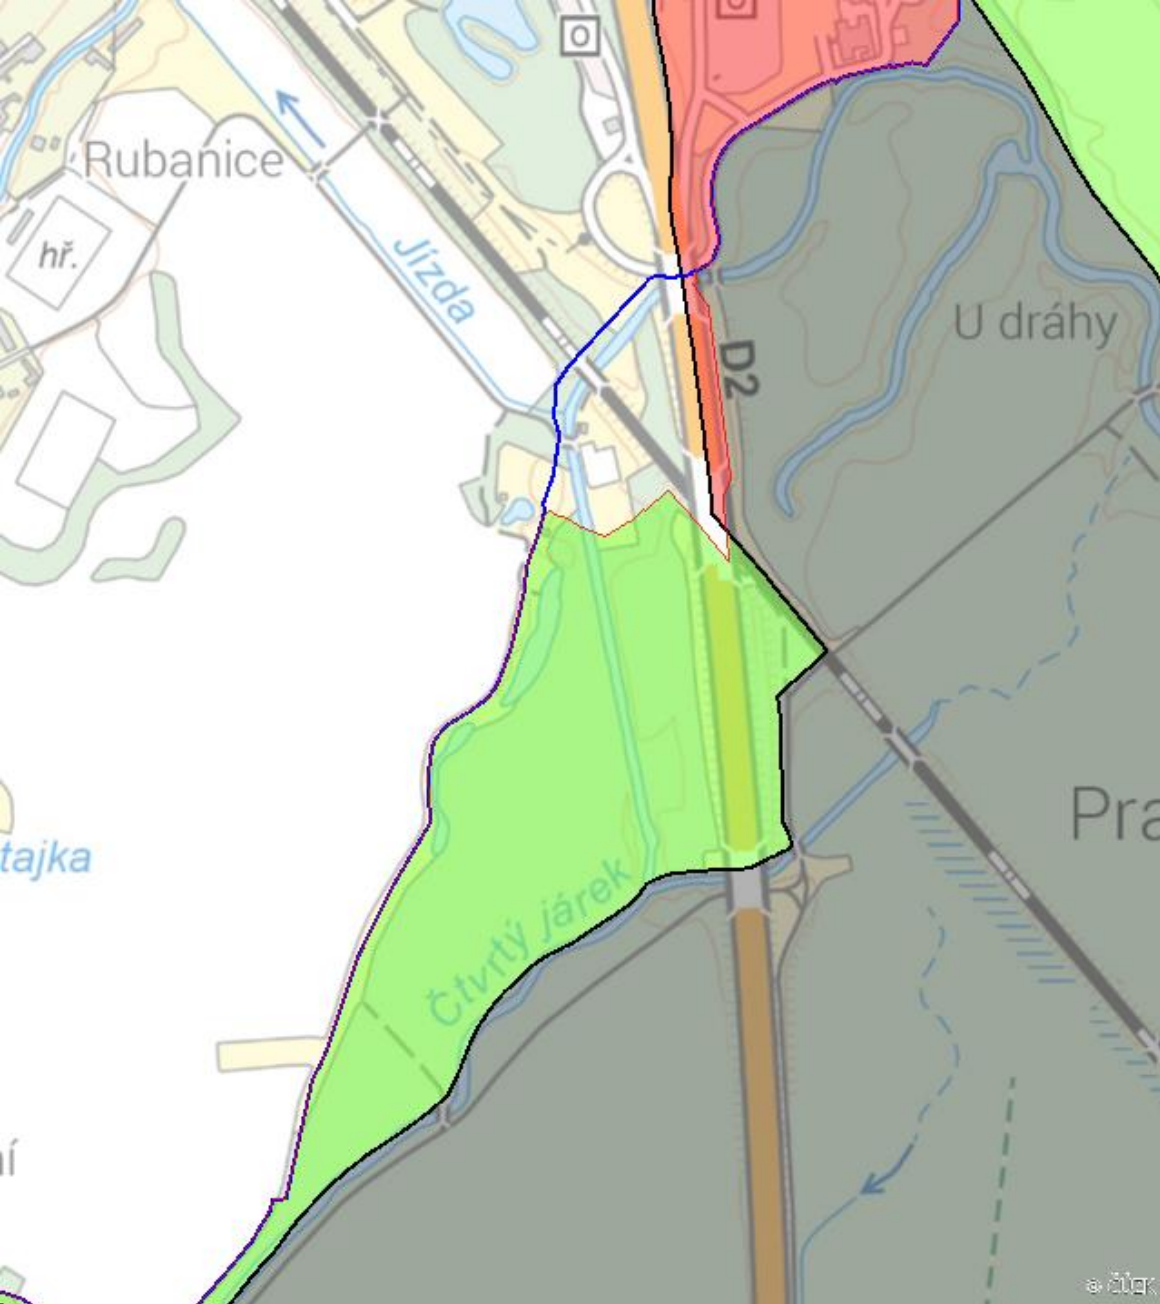 Rubanice
hř.
Jízda
U dráhy
D2
Pra
tajka
Čtvrtý járek
ní